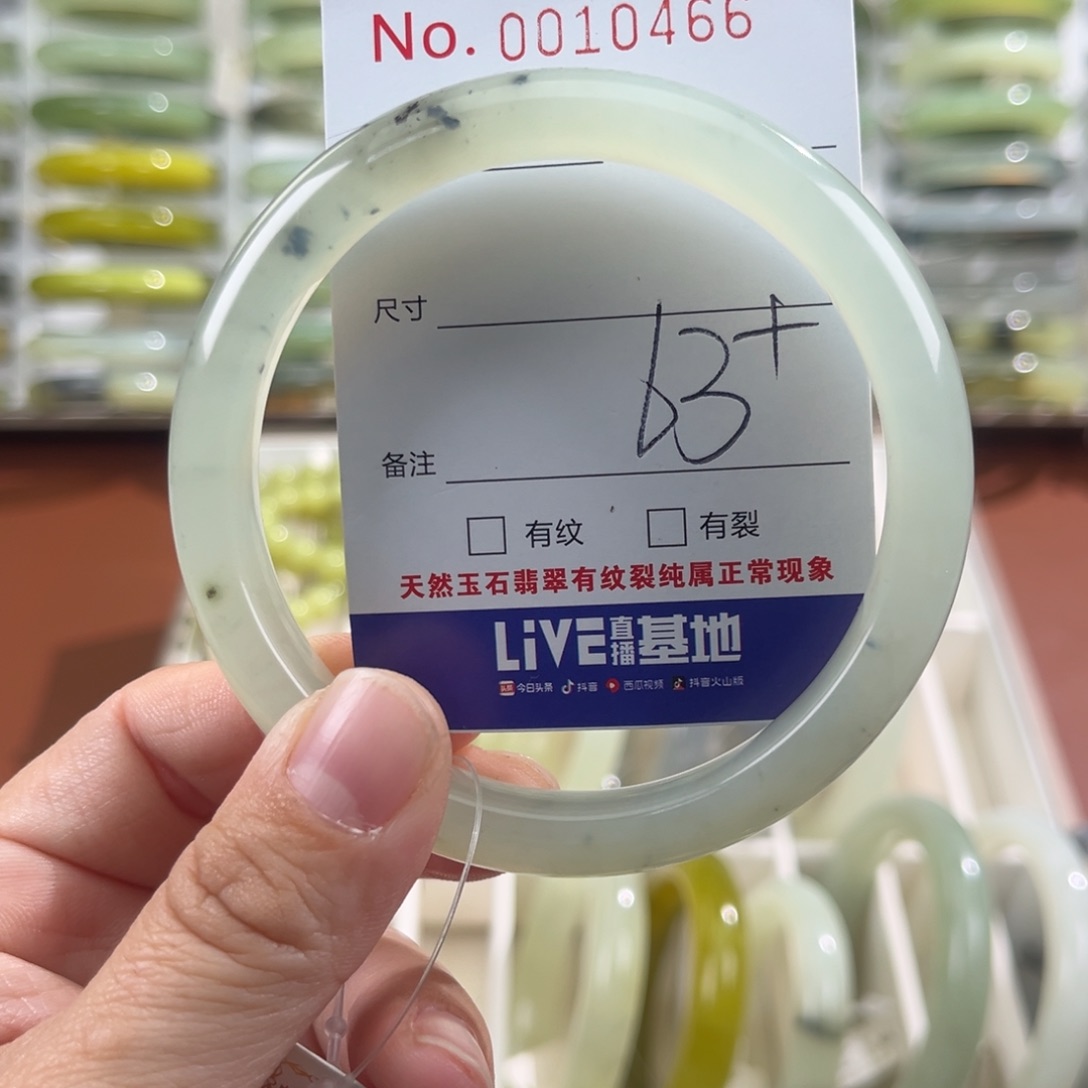 No. 0010466
尺寸 63+
备注
有纹 有裂
天然玉石翡翠有纹裂纯属正常现象
LiVE直播基地
今日头条 抖音 西瓜视频 抖音火山版